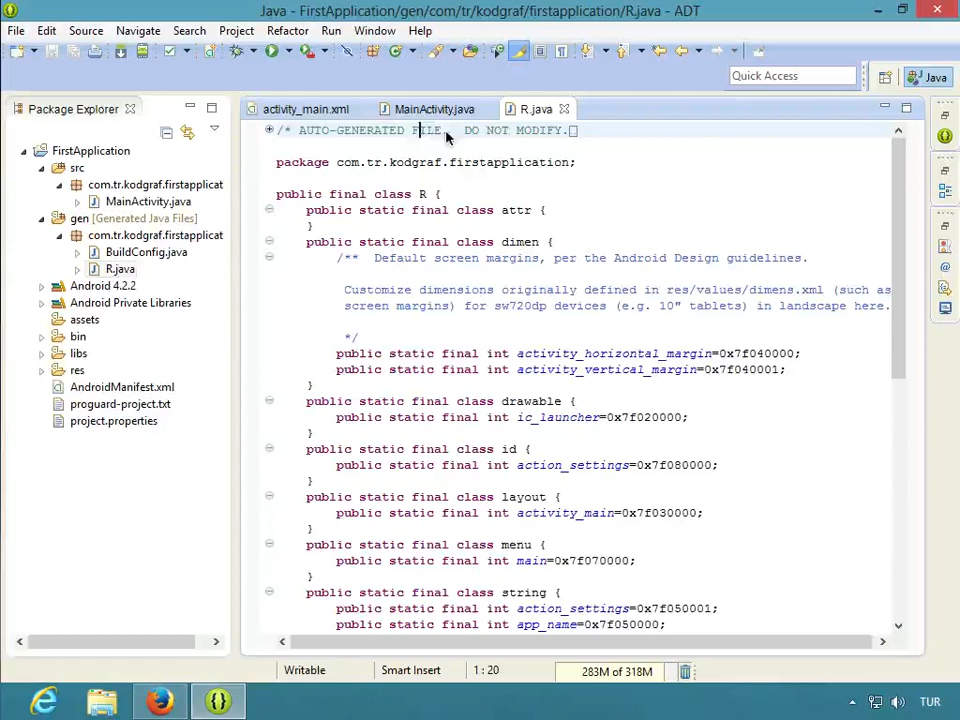 Java - FirstApplication/gen/com/tr/kodgraf/firstapplication/R.java - ADT
File Edit Source Refactor Navigate Search Project Refactor Run Window Help
Quick Access
Java
Package Explorer
activity_main.xml
MainActivity.java
R.java
FirstApplication
src
com.tr.kodgraf.firstapplicat
MainActivity.java
gen [Generated Java Files]
com.tr.kodgraf.firstapplicat
BuildConfig.java
R.java
Android 4.2.2
Android Private Libraries
assets
bin
libs
res
AndroidManifest.xml
proguard-project.txt
project.properties
/* AUTO-GENERATED FILE. DO NOT MODIFY.
package com.tr.kodgraf.firstapplication;
public final class R {
public static final class attr {
}
public static final class dimen {
/** Default screen margins, per the Android Design guidelines.
Customize dimensions originally defined in res/values/dimens.xml (such as
screen margins) for sw720dp devices (e.g. 10" tablets) in landscape here.
*/
public static final int activity_horizontal_margin=0x7f040000;
public static final int activity_vertical_margin=0x7f040001;
}
public static final class drawable {
public static final int ic_launcher=0x7f020000;
}
public static final class id {
public static final int action_settings=0x7f080000;
}
public static final class layout {
public static final int activity_main=0x7f030000;
}
public static final class menu {
public static final int main=0x7f070000;
}
public static final class string {
public static final int action_settings=0x7f050001;
public static final int app_name=0x7f050000;
Writable
Smart Insert
1 : 20
283M of 318M
TUR